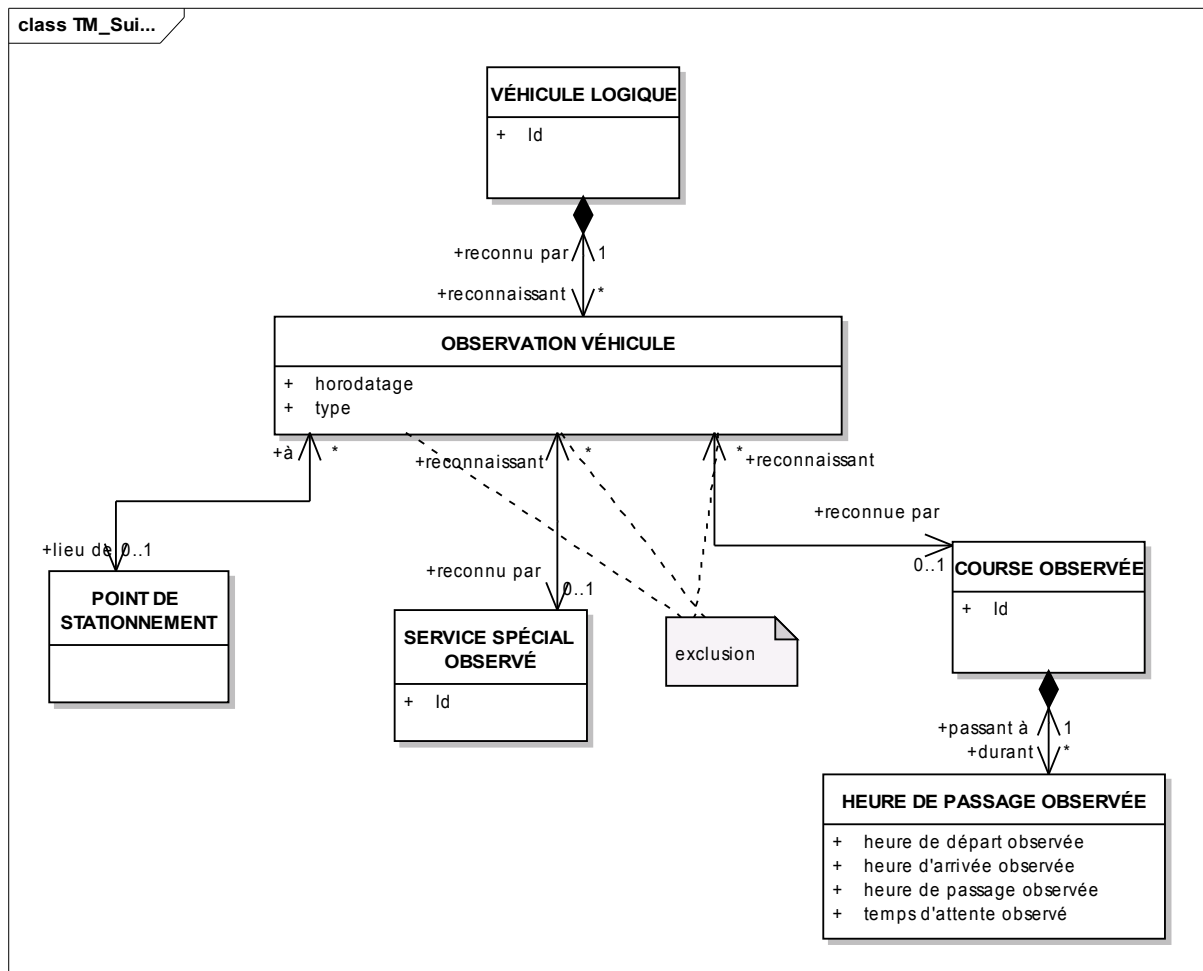 class TM_Sui...
VÉHICULE LOGIQUE
+ Id
+reconnu par 1
+reconnaissant *
OBSERVATION VÉHICULE
+ horodatage
+ type
+à *
+reconnaissant *
* +reconnaissant
+reconnue par
0..1
+lieu de 0..1
+reconnu par
0..1
POINT DE
STATIONNEMENT
SERVICE SPÉCIAL
OBSERVÉ
+ Id
exclusion
COURSE OBSERVÉE
+ Id
+passant à 1
+durant *
HEURE DE PASSAGE OBSERVÉE
+ heure de départ observée
+ heure d'arrivée observée
+ heure de passage observée
+ temps d'attente observé